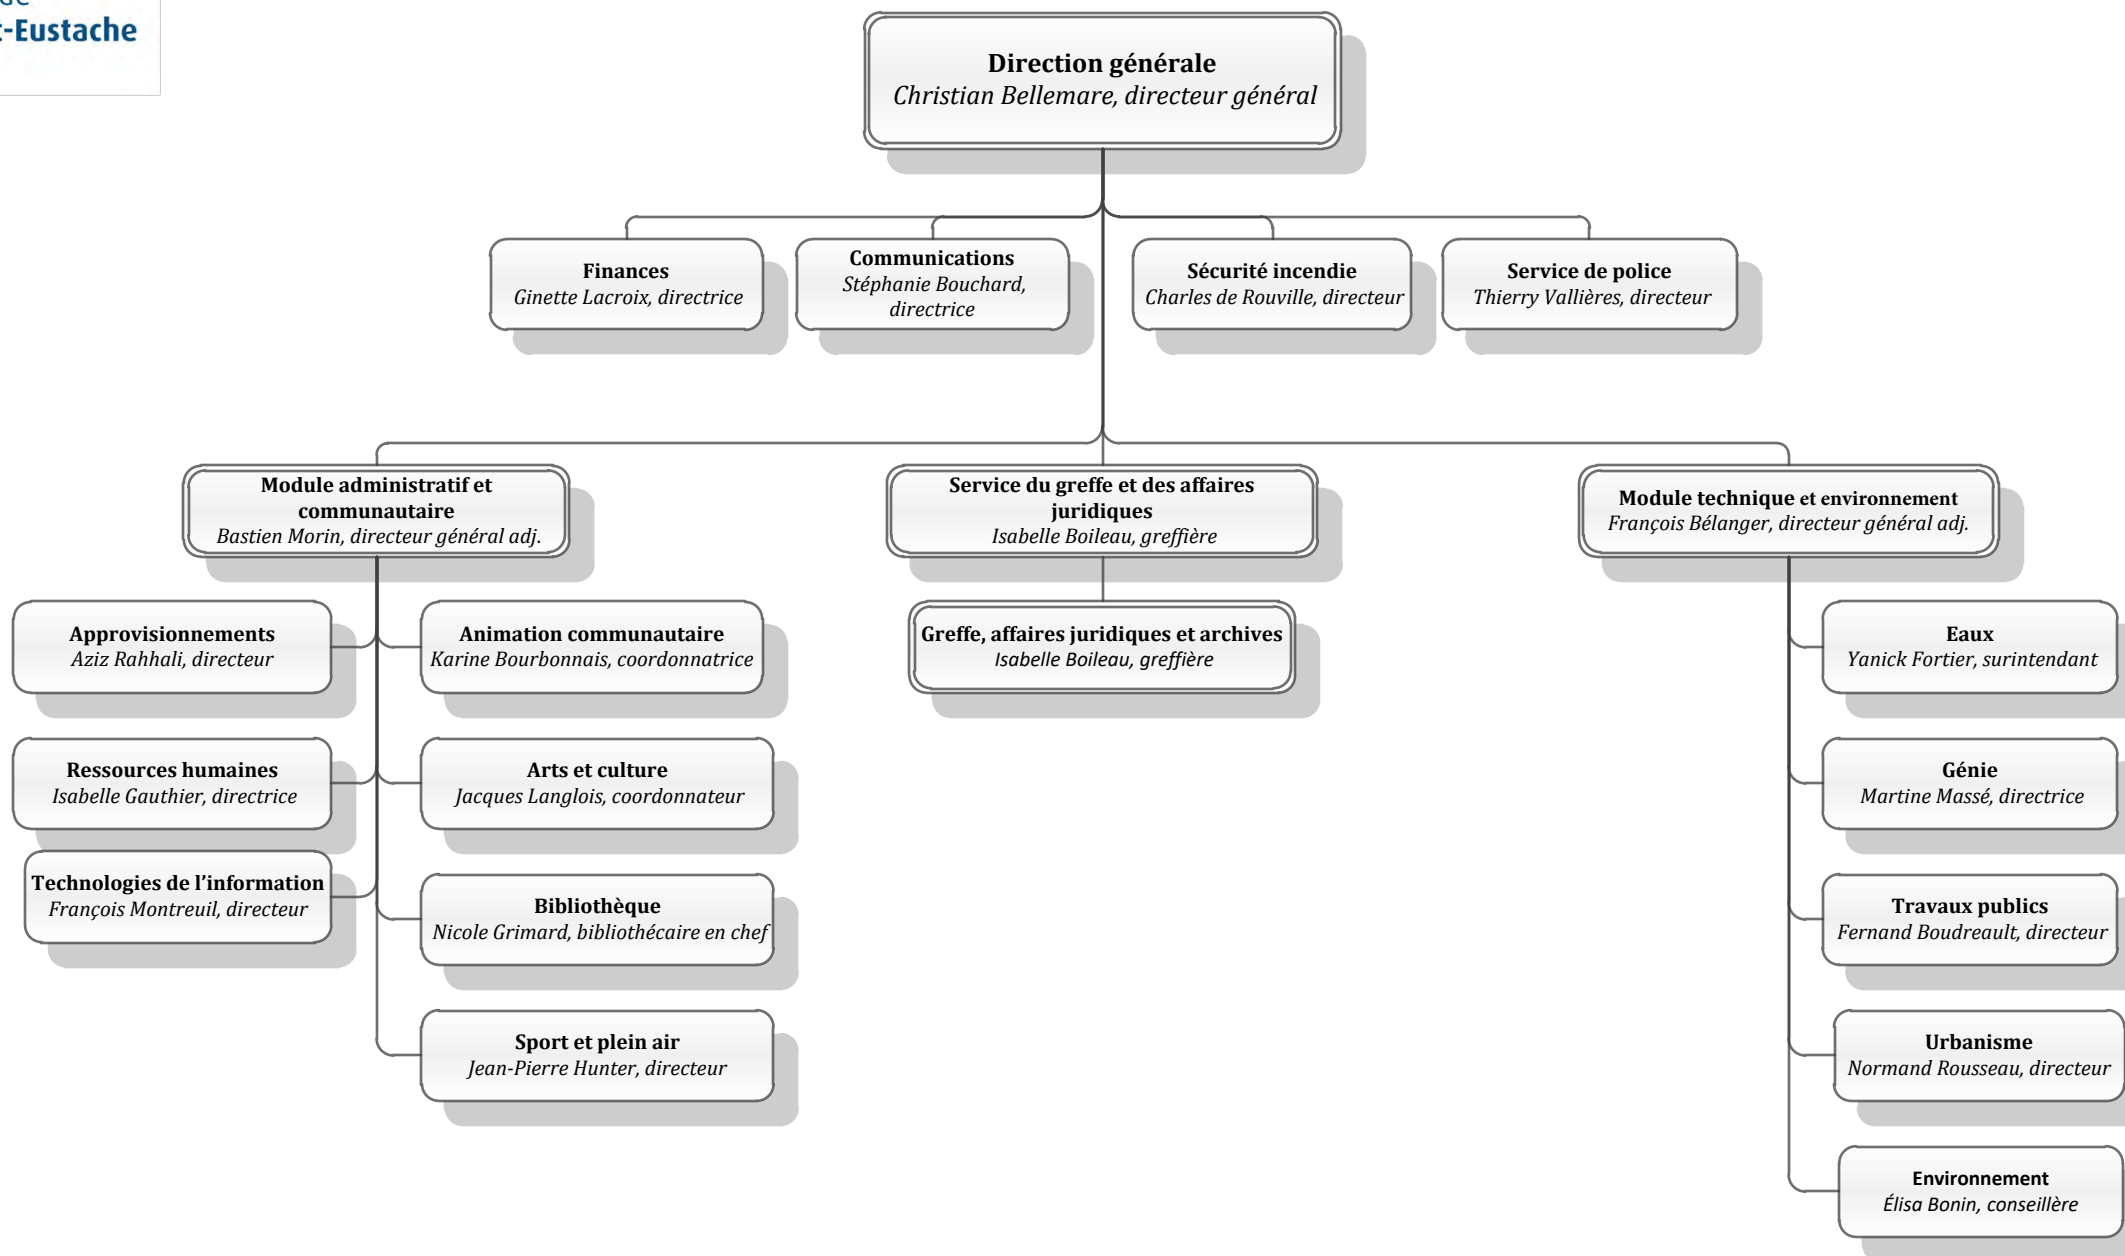 -Eustache
Direction générale
Christian Bellemare, directeur général
Finances
Ginette Lacroix, directrice
Communications
Stéphanie Bouchard,
directrice
Sécurité incendie
Charles de Rouville, directeur
Service de police
Thierry Vallières, directeur
Module administratif et
communautaire
Bastien Morin, directeur général adj.
Service du greffe et des affaires
juridiques
Isabelle Boileau, greffière
Module technique et environnement
François Bélanger, directeur général adj.
Approvisionnements
Aziz Rahhali, directeur
Animation communautaire
Karine Bourbonnais, coordonnatrice
Greffe, affaires juridiques et archives
Isabelle Boileau, greffière
Eaux
Yanick Fortier, surintendant
Ressources humaines
Isabelle Gauthier, directrice
Arts et culture
Jacques Langlois, coordonnateur
Génie
Martine Massé, directrice
Technologies de l’information
François Montreuil, directeur
Bibliothèque
Nicole Grimard, bibliothécaire en chef
Travaux publics
Fernand Boudreault, directeur
Sport et plein air
Jean-Pierre Hunter, directeur
Urbanisme
Normand Rousseau, directeur
Environnement
Élisa Bonin, conseillère